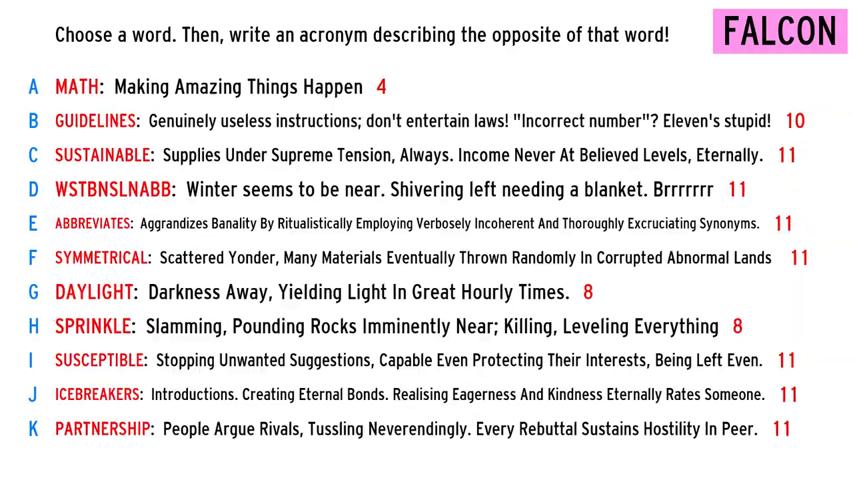 Choose a word. Then, write an acronym describing the opposite of that word!
FALCON
A MATH: Making Amazing Things Happen 4
B GUIDELINES: Genuinely useless instructions; don't entertain laws! "Incorrect number"? Eleven's stupid! 10
C SUSTAINABLE: Supplies Under Supreme Tension, Always. Income Never At Believed Levels, Eternally. 11
D WSTBNSLNABB: Winter seems to be near. Shivering left needing a blanket. Brrrrrrr 11
E ABBREVIATES: Aggrandizes Banality By Ritualistically Employing Verbosely Incoherent And Thoroughly Excruciating Synonyms. 11
F SYMMETRICAL: Scattered Yonder, Many Materials Eventually Thrown Randomly In Corrupted Abnormal Lands 11
G DAYLIGHT: Darkness Away, Yielding Light In Great Hourly Times. 8
H SPRINKLE: Slamming, Pounding Rocks Imminently Near; Killing, Leveling Everything 8
I SUSCEPTIBLE: Stopping Unwanted Suggestions, Capable Even Protecting Their Interests, Being Left Even. 11
J ICEBREAKERS: Introductions. Creating Eternal Bonds. Realising Eagerness And Kindness Eternally Rates Someone. 11
K PARTNERSHIP: People Argue Rivals, Tussling Neverendingly. Every Rebuttal Sustains Hostility In Peer. 11